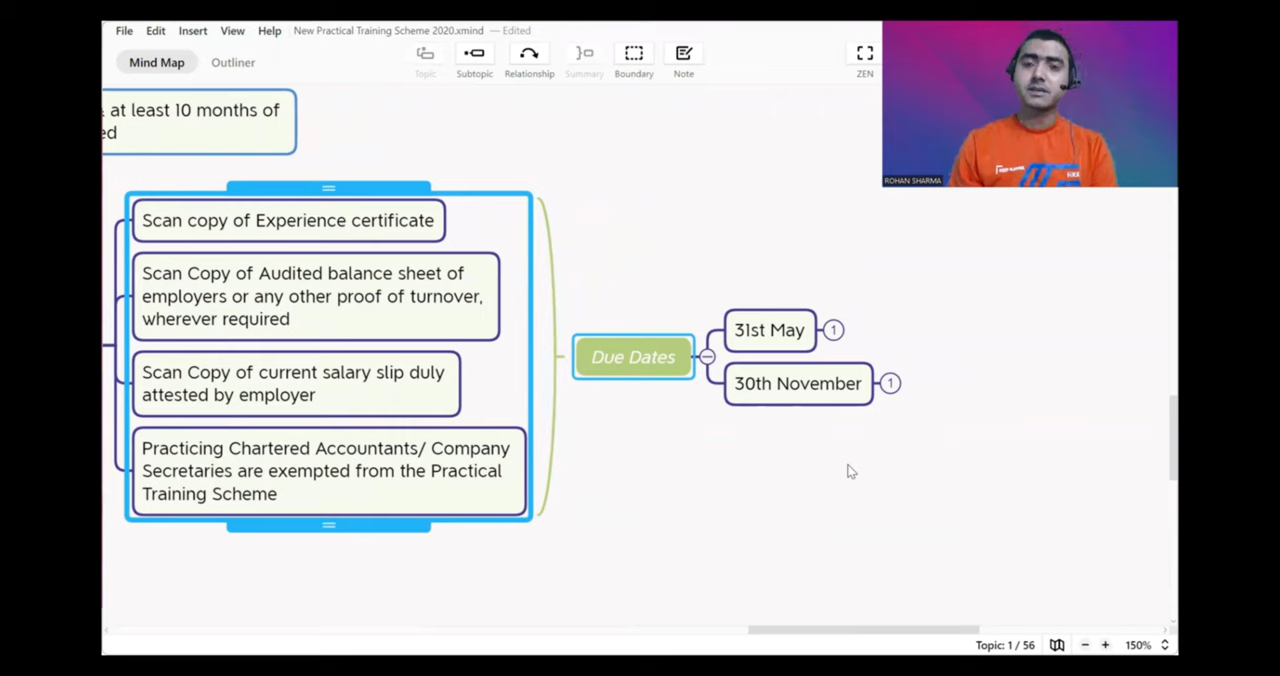 File Edit Insert View Help New Practical Training Scheme 2020.xmind — Edited
Mind Map Outliner
Topic Subtopic Relationship Summary Boundary Note ZEN
at least 10 months of
ed
ROHAN SHARMA
Scan copy of Experience certificate
Scan Copy of Audited balance sheet of
employers or any other proof of turnover,
wherever required
Scan Copy of current salary slip duly
attested by employer
Practicing Chartered Accountants/ Company
Secretaries are exempted from the Practical
Training Scheme
Due Dates
31st May 1
30th November 1
Topic: 1 / 56 150%